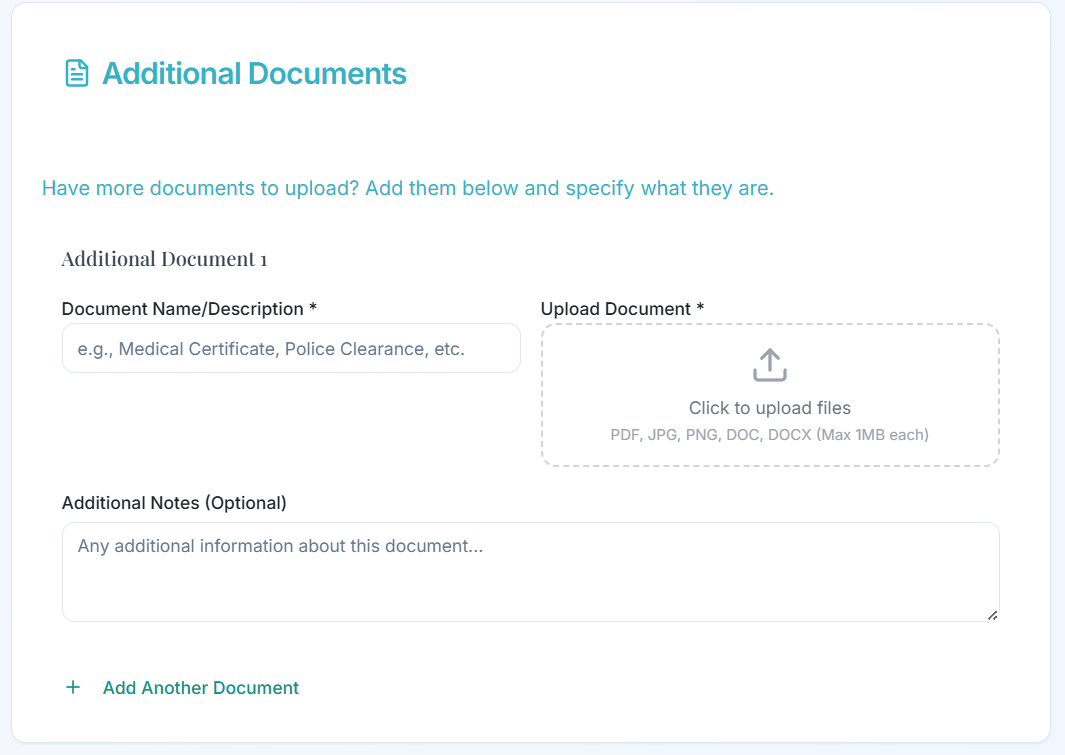 Additional Documents
Have more documents to upload? Add them below and specify what they are.
Additional Document 1
Document Name/Description *
e.g., Medical Certificate, Police Clearance, etc.
Upload Document *
Click to upload files
PDF, JPG, PNG, DOC, DOCX (Max 1MB each)
Additional Notes (Optional)
Any additional information about this document...
+ Add Another Document